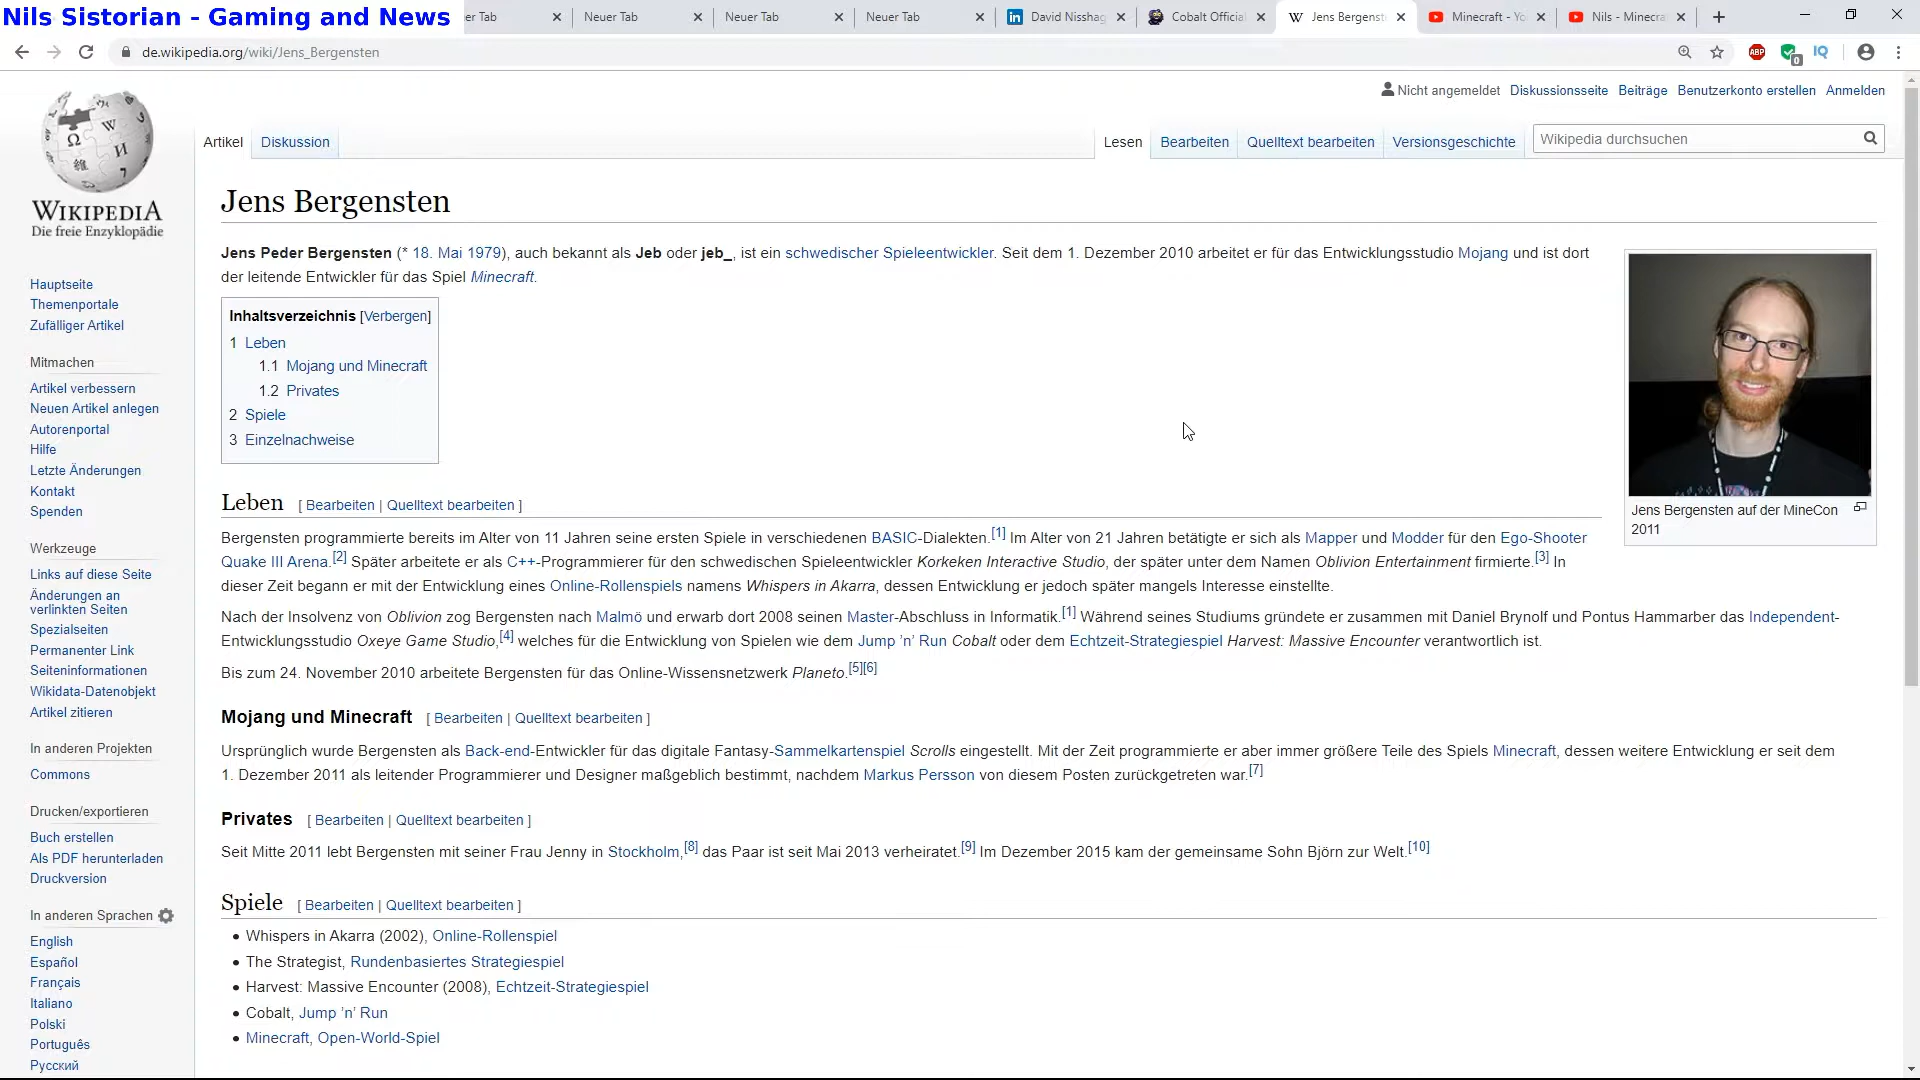 Nils Sistorian - Gaming and News
er Tab
Neuer Tab
Neuer Tab
Neuer Tab
David Nisshag
Cobalt Official
Jens Bergenst
Minecraft - Yo
Nils - Minecra
de.wikipedia.org/wiki/Jens_Bergensten
ABP
0
IQ
WIKIPEDIA
Die freie Enzyklopädie
Nicht angemeldet Diskussionsseite Beiträge Benutzerkonto erstellen Anmelden
Artikel Diskussion
Lesen Bearbeiten Quelltext bearbeiten Versionsgeschichte
Wikipedia durchsuchen
Hauptseite
Themenportale
Zufälliger Artikel
Mitmachen
Artikel verbessern
Neuen Artikel anlegen
Autorenportal
Hilfe
Letzte Änderungen
Kontakt
Spenden
Werkzeuge
Links auf diese Seite
Änderungen an
verlinkten Seiten
Spezialseiten
Permanenter Link
Seiteninformationen
Wikidata-Datenobjekt
Artikel zitieren
In anderen Projekten
Commons
Drucken/exportieren
Buch erstellen
Als PDF herunterladen
Druckversion
In anderen Sprachen
English
Español
Français
Italiano
Polski
Português
Русский
Jens Bergensten
Jens Peder Bergensten (* 18. Mai 1979), auch bekannt als Jeb oder jeb_, ist ein schwedischer Spieleentwickler. Seit dem 1. Dezember 2010 arbeitet er für das Entwicklungsstudio Mojang und ist dort
der leitende Entwickler für das Spiel Minecraft.
Inhaltsverzeichnis [Verbergen]
1 Leben
1.1 Mojang und Minecraft
1.2 Privates
2 Spiele
3 Einzelnachweise
Jens Bergensten auf der MineCon
2011
Leben [ Bearbeiten | Quelltext bearbeiten ]
Bergensten programmierte bereits im Alter von 11 Jahren seine ersten Spiele in verschiedenen BASIC-Dialekten.[1] Im Alter von 21 Jahren betätigte er sich als Mapper und Modder für den Ego-Shooter
Quake III Arena.[2] Später arbeitete er als C++-Programmierer für den schwedischen Spieleentwickler Korkeken Interactive Studio, der später unter dem Namen Oblivion Entertainment firmierte.[3] In
dieser Zeit begann er mit der Entwicklung eines Online-Rollenspiels namens Whispers in Akarra, dessen Entwicklung er jedoch später mangels Interesse einstellte.
Nach der Insolvenz von Oblivion zog Bergensten nach Malmö und erwarb dort 2008 seinen Master-Abschluss in Informatik.[1] Während seines Studiums gründete er zusammen mit Daniel Brynolf und Pontus Hammarber das Independent-
Entwicklungsstudio Oxeye Game Studio,[4] welches für die Entwicklung von Spielen wie dem Jump ’n’ Run Cobalt oder dem Echtzeit-Strategiespiel Harvest: Massive Encounter verantwortlich ist.
Bis zum 24. November 2010 arbeitete Bergensten für das Online-Wissensnetzwerk Planeto.[5][6]
Mojang und Minecraft [ Bearbeiten | Quelltext bearbeiten ]
Ursprünglich wurde Bergensten als Back-end-Entwickler für das digitale Fantasy-Sammelkartenspiel Scrolls eingestellt. Mit der Zeit programmierte er aber immer größere Teile des Spiels Minecraft, dessen weitere Entwicklung er seit dem
1. Dezember 2011 als leitender Programmierer und Designer maßgeblich bestimmt, nachdem Markus Persson von diesem Posten zurückgetreten war.[7]
Privates [ Bearbeiten | Quelltext bearbeiten ]
Seit Mitte 2011 lebt Bergensten mit seiner Frau Jenny in Stockholm,[8] das Paar ist seit Mai 2013 verheiratet.[9] Im Dezember 2015 kam der gemeinsame Sohn Björn zur Welt.[10]
Spiele [ Bearbeiten | Quelltext bearbeiten ]
Whispers in Akarra (2002), Online-Rollenspiel
The Strategist, Rundenbasiertes Strategiespiel
Harvest: Massive Encounter (2008), Echtzeit-Strategiespiel
Cobalt, Jump ’n’ Run
Minecraft, Open-World-Spiel